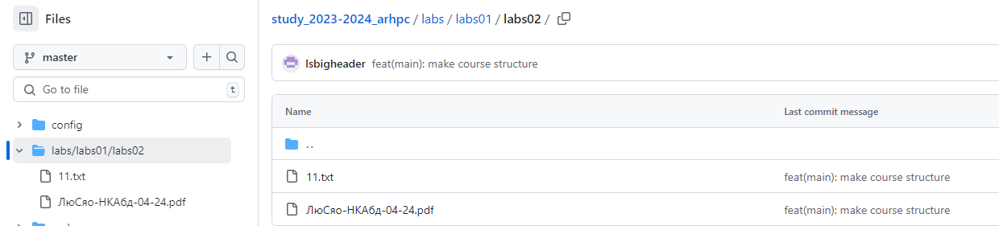 Files
master
Go to file
t
config
labs/labs01/labs02
11.txt
ЛюСяо-НКАбд-04-24.pdf
study_2023-2024_arhpc / labs / labs01 / labs02 /
lsbigheader feat(main): make course structure
Name Last commit message
..
11.txt feat(main): make course structure
ЛюСяо-НКАбд-04-24.pdf feat(main): make course structure